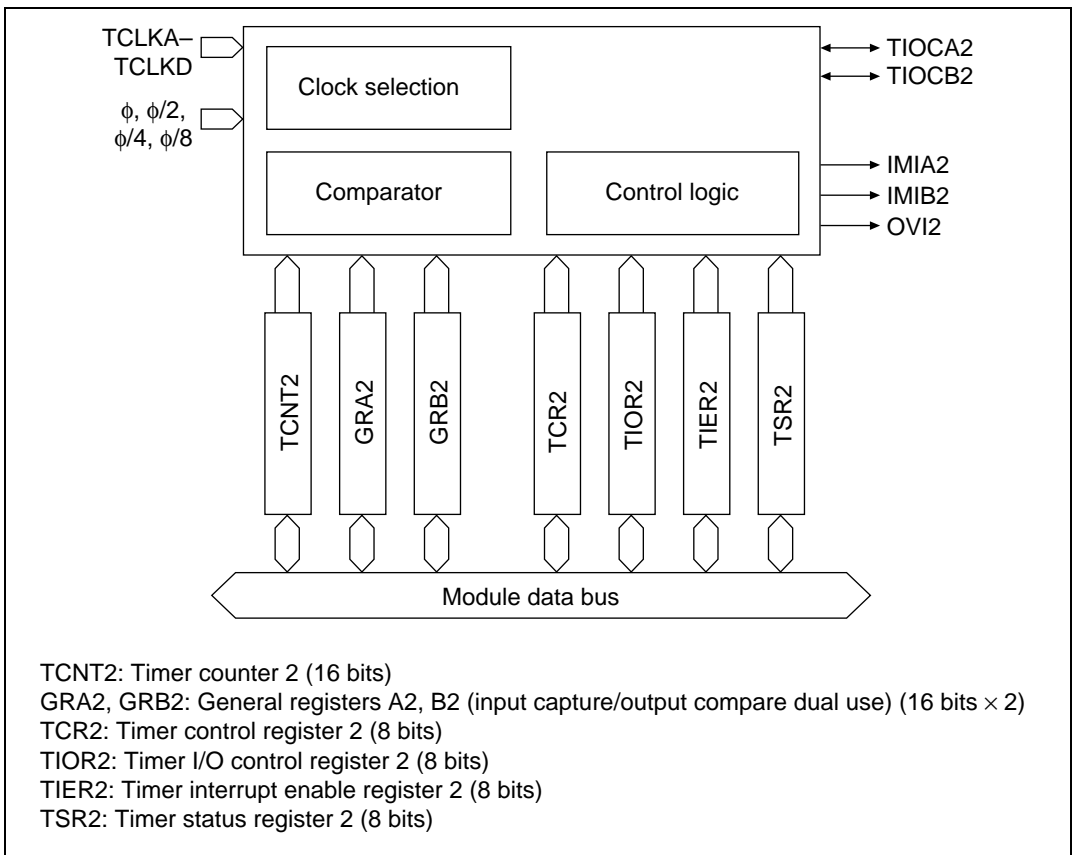 TCLKA–
TCLKD
ϕ, ϕ/2,
ϕ/4, ϕ/8
Clock selection
Comparator
Control logic
TIOCA2
TIOCB2
IMIA2
IMIB2
OVI2
TCNT2
GRA2
GRB2
TCR2
TIOR2
TIER2
TSR2
Module data bus
TCNT2: Timer counter 2 (16 bits)
GRA2, GRB2: General registers A2, B2 (input capture/output compare dual use) (16 bits × 2)
TCR2: Timer control register 2 (8 bits)
TIOR2: Timer I/O control register 2 (8 bits)
TIER2: Timer interrupt enable register 2 (8 bits)
TSR2: Timer status register 2 (8 bits)